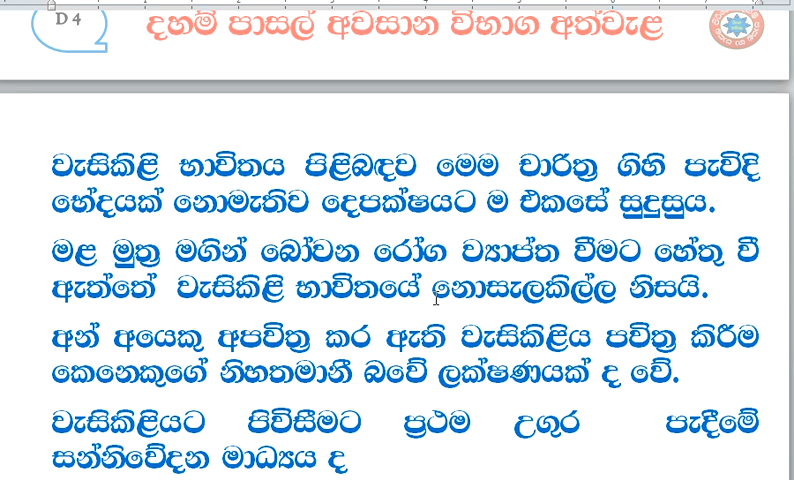 D 4
දහම් පාසල් අවසාන විභාග අත්වැළ
වැසිකිළි භාවිතය පිළිබඳව මෙම චාරිත්‍ර ගිහි පැවිදි
භේදයක් නොමැතිව දෙපක්ෂයට ම එකසේ සුදුසුය.
මළ මුත්‍ර මගින් බෝවන රෝග ව්‍යාප්ත වීමට හේතු වී
ඇත්තේ වැසිකිළි භාවිතයේ නොසැලකිල්ල නිසයි.
අන් අයෙකු අපවිත්‍ර කර ඇති වැසිකිළිය පවිත්‍ර කිරීම
කෙනෙකුගේ නිහතමානී බවේ ලක්ෂණයක් ද වේ.
වැසිකිළියට පිවිසීමට ප්‍රථම උගුර පැදීමේ
සන්නිවේදන මාධ්‍යය ද